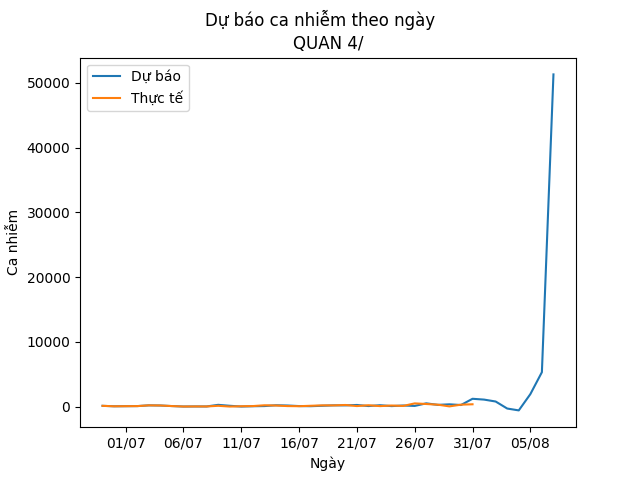 Dự báo ca nhiễm theo ngày
QUAN 4/
Dự báo
Thực tế
50000
40000
30000
20000
10000
0
Ca nhiễm
01/07 06/07 11/07 16/07 21/07 26/07 31/07 05/08
Ngày